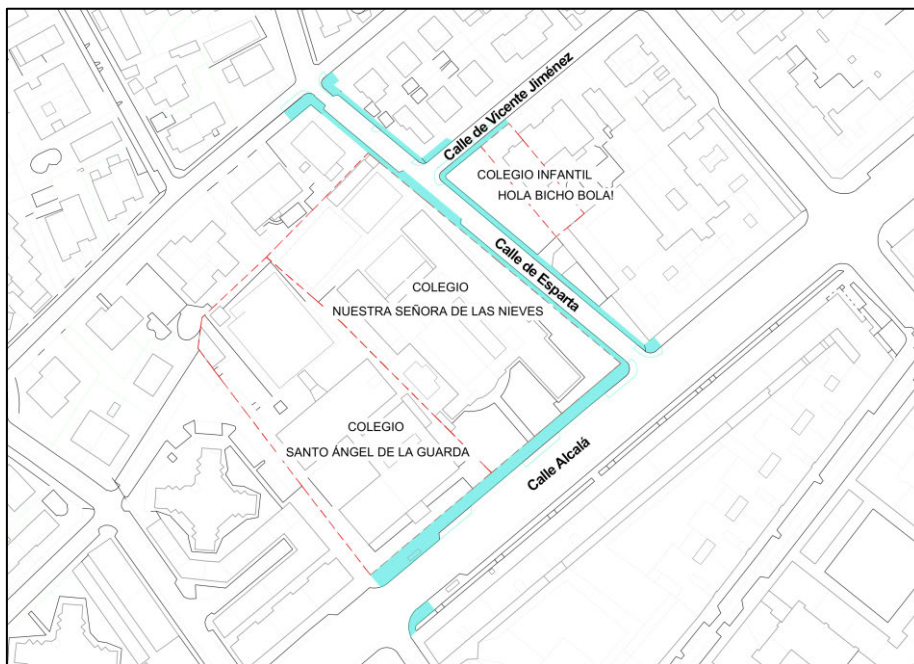 Calle de Vicente Jiménez
COLEGIO INFANTIL
HOLA BICHO BOLA!
Calle de Esparta
COLEGIO
NUESTRA SEÑORA DE LAS NIEVES
COLEGIO
SANTO ÁNGEL DE LA GUARDA
Calle Alcalá